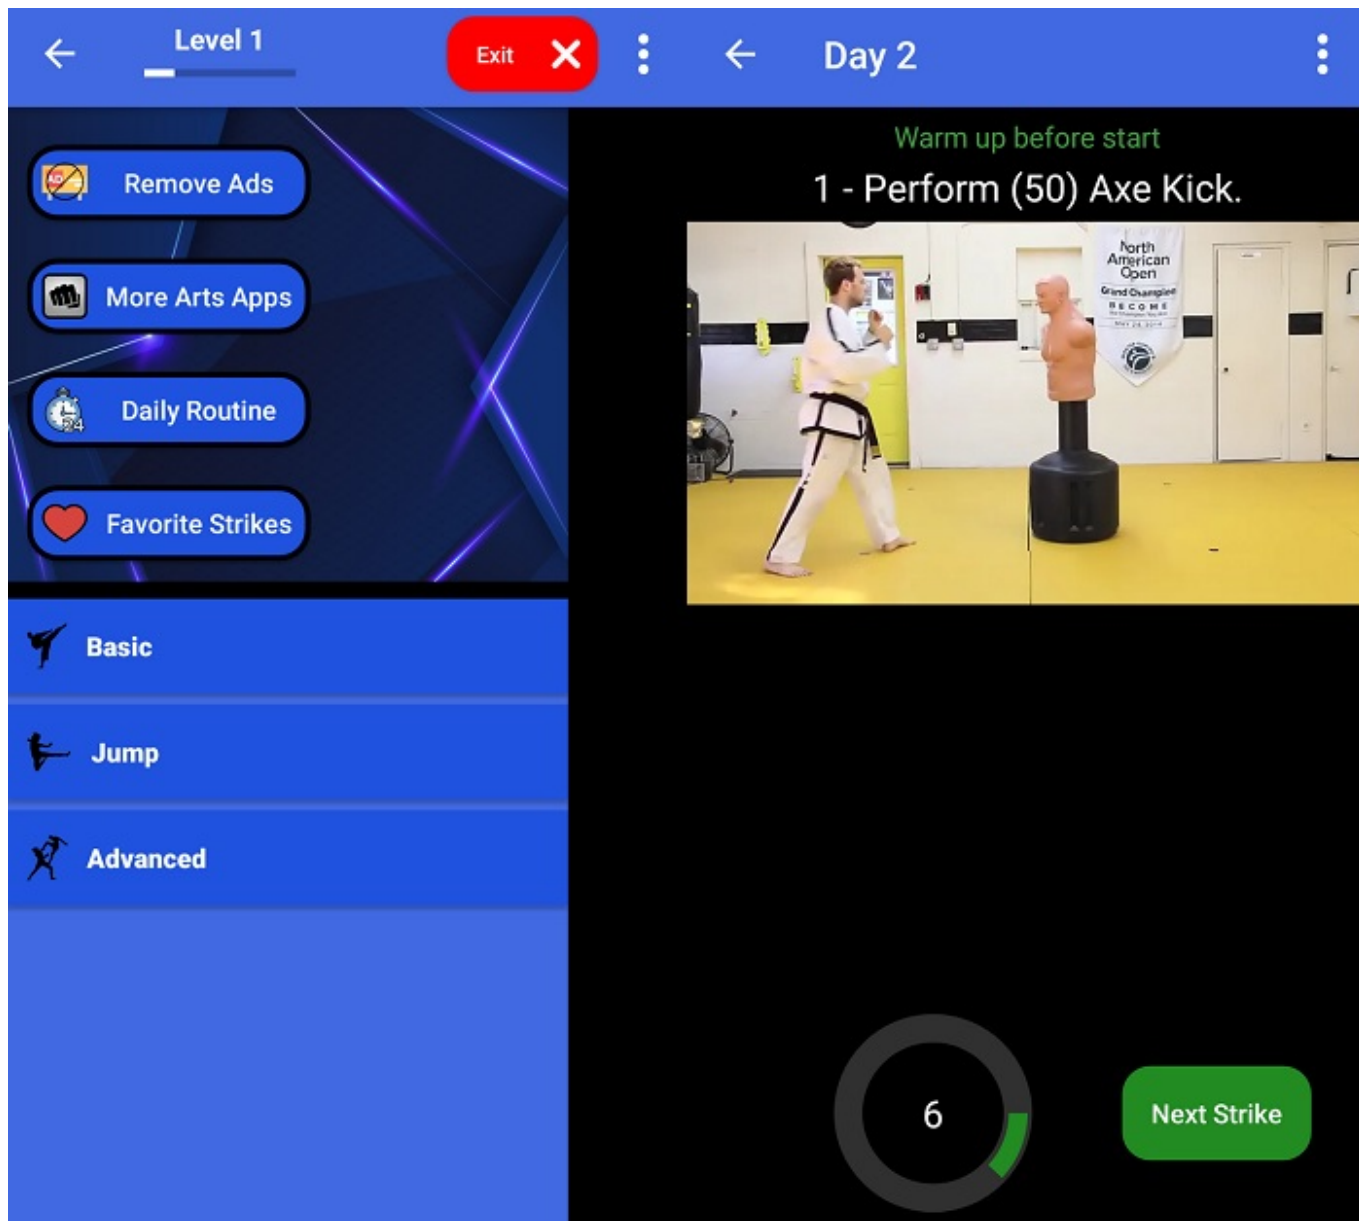 Level 1
Exit
Remove Ads
More Arts Apps
Daily Routine
Favorite Strikes
Basic
Jump
Advanced
Day 2
Warm up before start
1 - Perform (50) Axe Kick.
North
American
Open
Grand Champion
BECOME
6
Next Strike